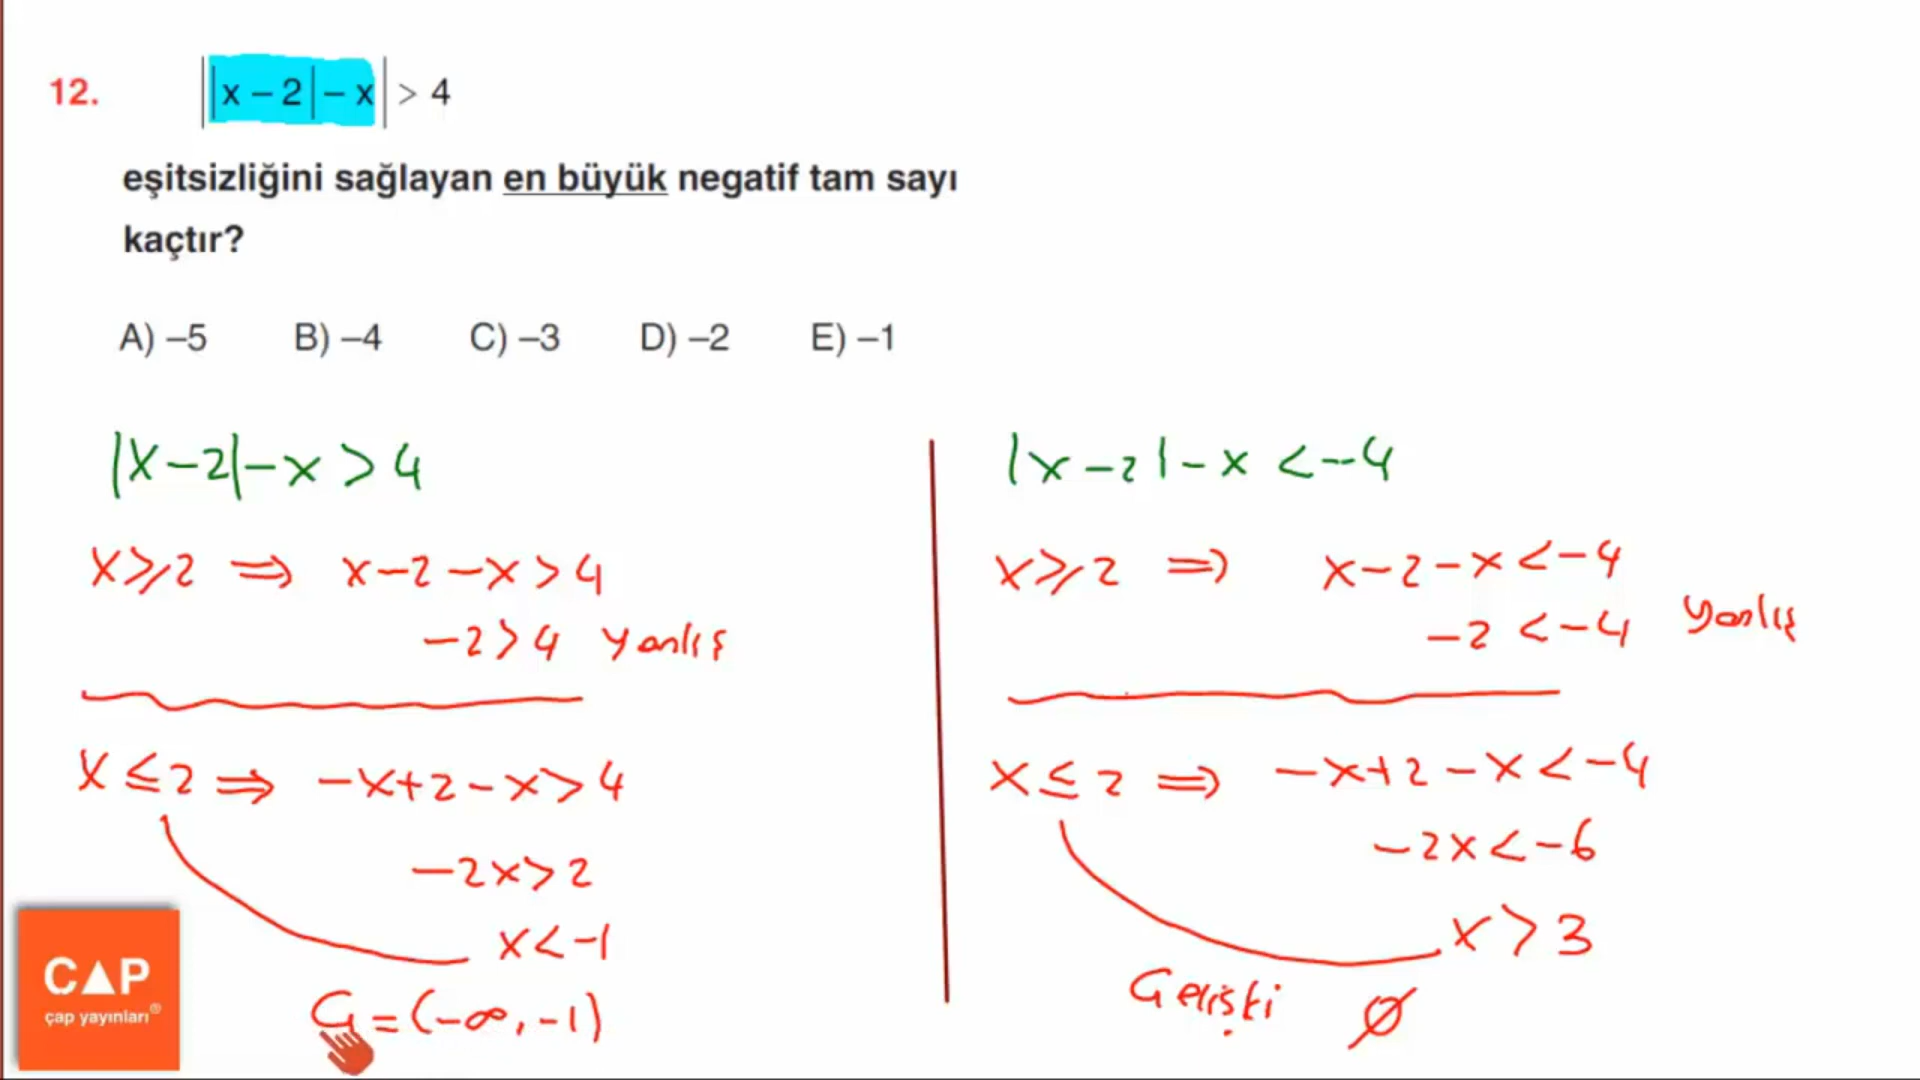 12. ||x – 2| – x| > 4
eşitsizliğini sağlayan en büyük negatif tam sayı
kaçtır?
A) –5 B) –4 C) –3 D) –2 E) –1
|x-2|-x > 4
x≥2 ⇒ x-2-x>4
-2>4 yanlış
x≤2 ⇒ -x+2-x>4
-2x>2
x<-1
Ç=(-∞,-1)
|x-2|-x <-4
x≥2 ⇒ x-2-x<-4
-2 <-4 yanlış
x≤2 ⇒ -x+2-x<-4
-2x<-6
x>3
Çelişti ∅
CAP
çap yayınları®